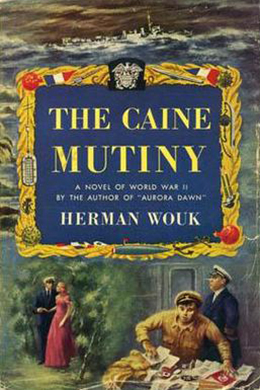 THE CAINE
MUTINY
A NOVEL OF WORLD WAR II
BY THE AUTHOR OF "AURORA DAWN"
HERMAN WOUK